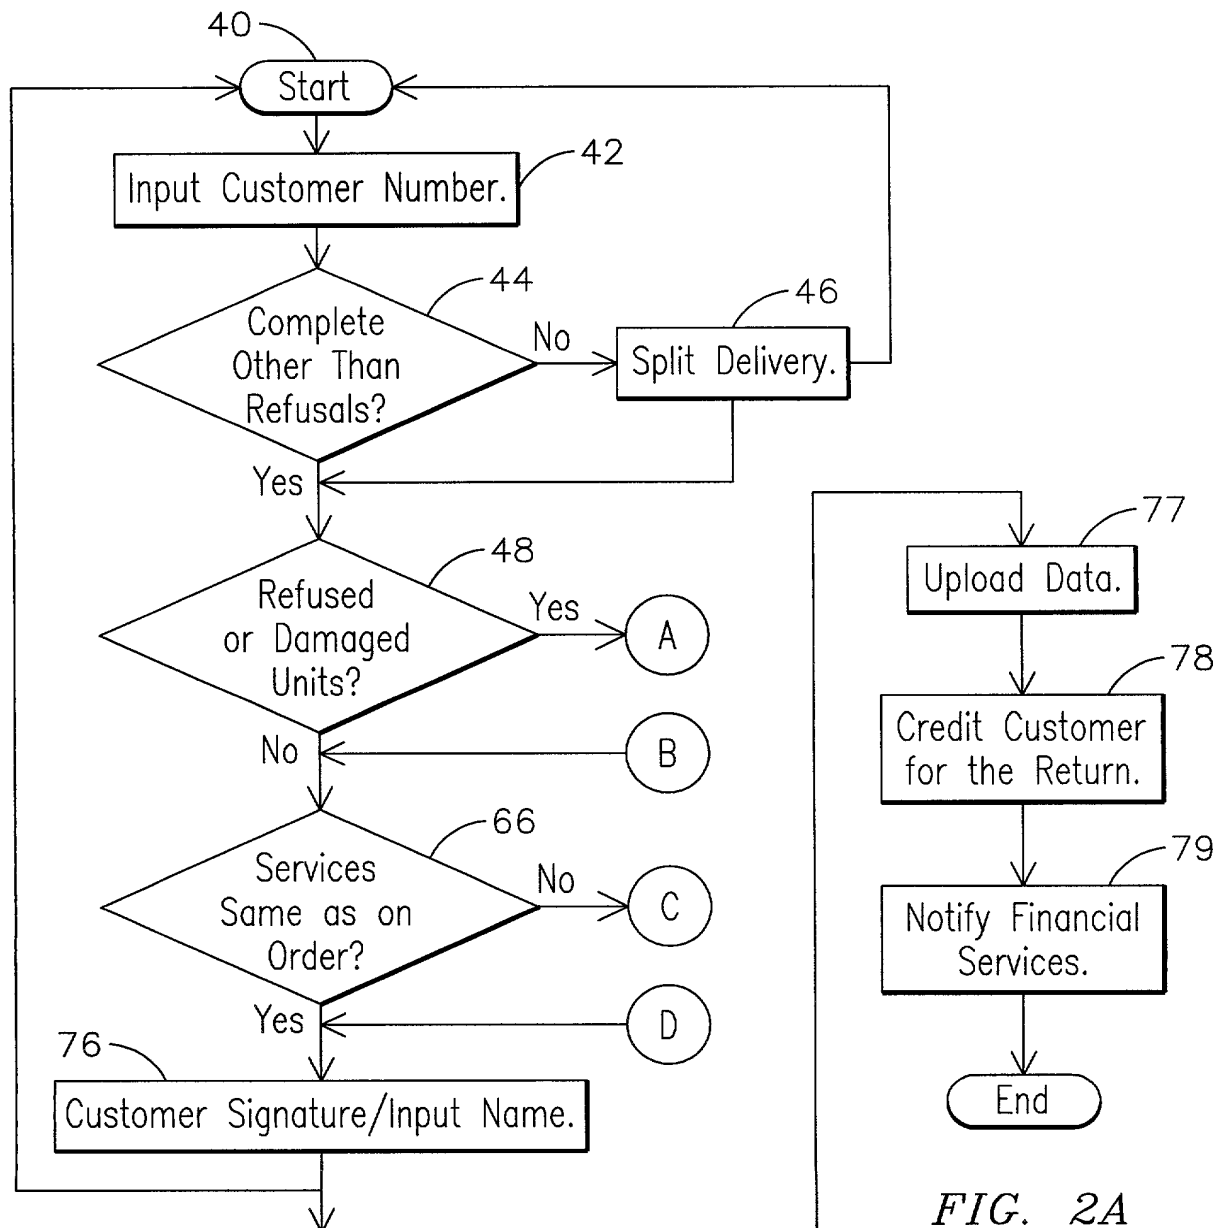 40
Start
42
Input Customer Number.
44
Complete
Other Than
Refusals?
No
46
Split Delivery.
Yes
48
Refused
or Damaged
Units?
Yes
A
No
B
66
Services
Same as on
Order?
No
C
Yes
D
76
Customer Signature/Input Name.
77
Upload Data.
78
Credit Customer
for the Return.
79
Notify Financial
Services.
End
FIG. 2A